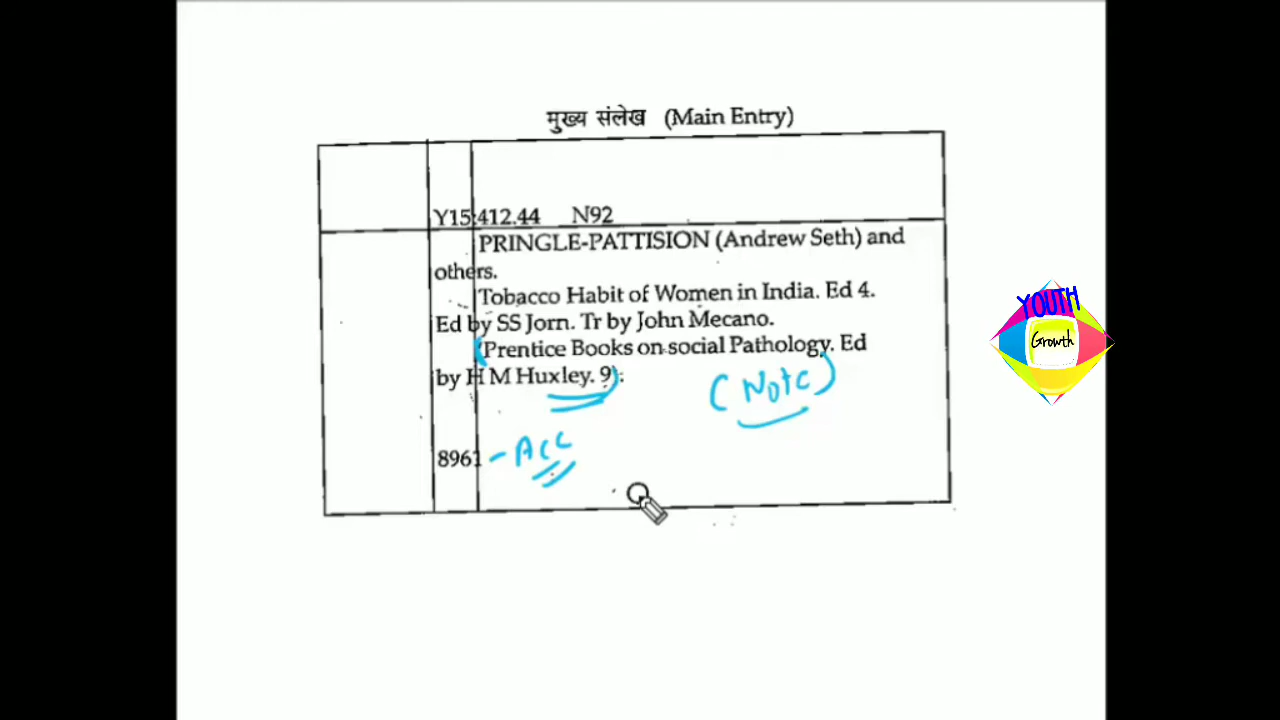 मुख्य संलेख (Main Entry)
Y15:412.44 N92
PRINGLE-PATTISION (Andrew Seth) and
others.
Tobacco Habit of Women in India. Ed 4.
Ed by SS Jorn. Tr by John Mecano.
(Prentice Books on social Pathology. Ed
by H M Huxley. 9).
(Note)
8961 - Acc
YOUTH
Growth